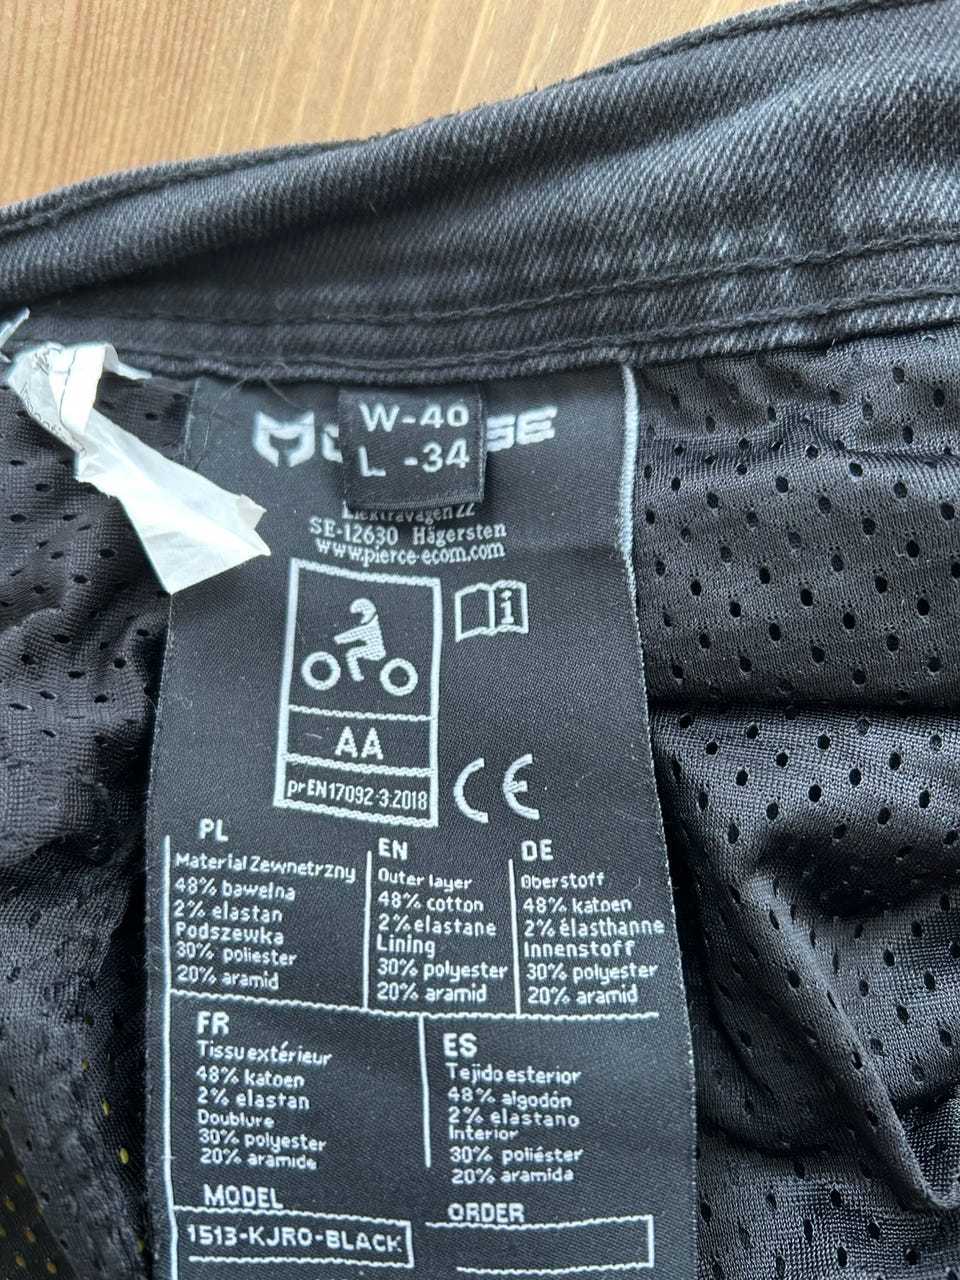 W-40
L -34
SE-12630 Hägersten
www.pierce-ecom.com
i
AA
prEN17092-3:2018
CE
PL
Materiał Zewnetrzny
48% bawełna
2% elastan
Podszewka
30% poliester
20% aramid
EN
Outer layer
48% cotton
2% elastane
Lining
30% polyester
20% aramid
DE
Oberstoff
48% katoen
2% élasthanne
Innenstoff
30% polyester
20% aramid
FR
Tissu extérieur
48% katoen
2% elastan
Doublure
30% polyester
20% aramide
ES
Tejido esterior
48% algodón
2% elastano
Interior
30% poliéster
20% aramida
MODEL
1513-KJRO-BLACK
ORDER